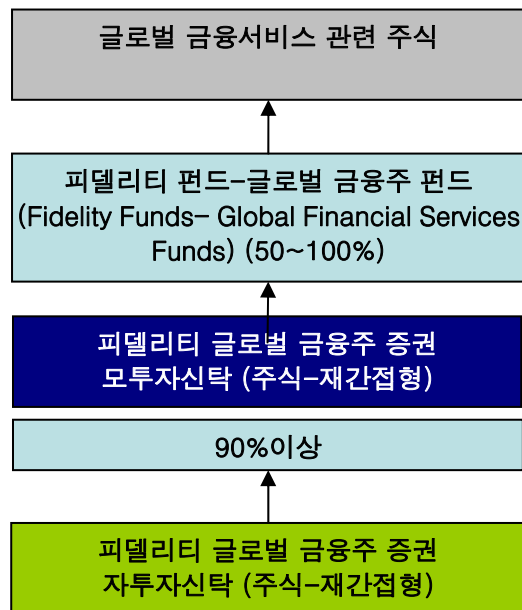 글로벌 금융서비스 관련 주식
피델리티 펀드-글로벌 금융주 펀드
(Fidelity Funds- Global Financial Services
Funds) (50~100%)
피델리티 글로벌 금융주 증권
모투자신탁 (주식-재간접형)
90%이상
피델리티 글로벌 금융주 증권
자투자신탁 (주식-재간접형)